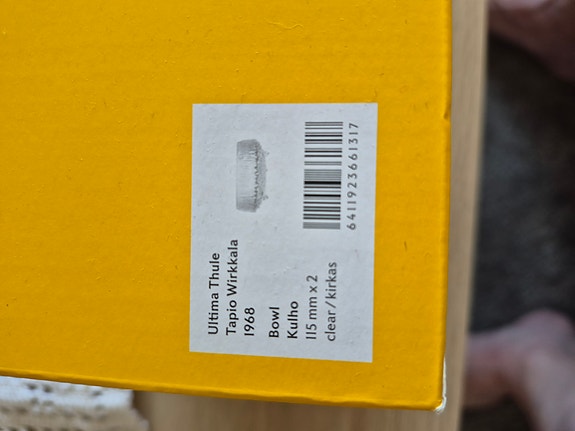 Ultima Thule
Tapio Wirkkala
1968
Bowl
Kulho
115 mm x 2
clear/kirkas
6411923661317